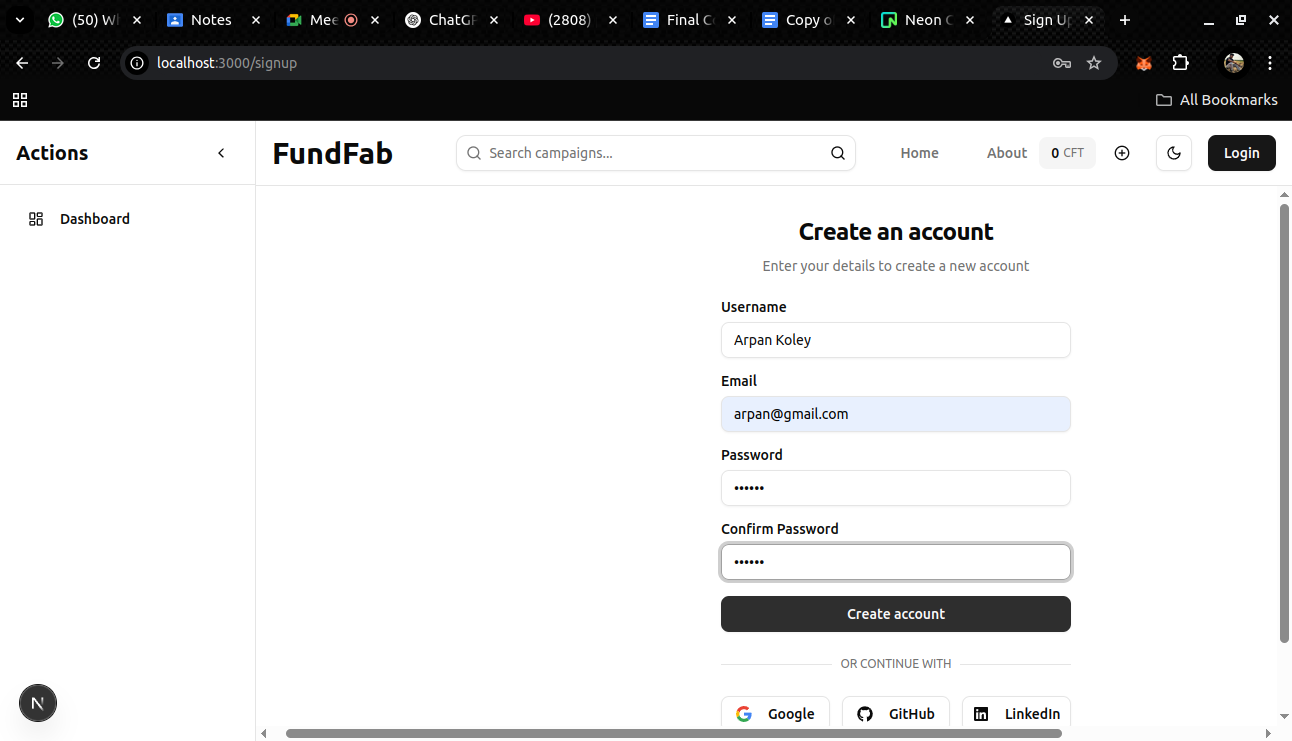 (50) Wh
Notes
Mee
ChatGP
(2808)
Final C
Copy o
Neon C
Sign Up
localhost:3000/signup
All Bookmarks
Actions
FundFab
Search campaigns...
Home
About
0 CFT
Login
Dashboard
Create an account
Enter your details to create a new account
Username
Arpan Koley
Email
arpan@gmail.com
Password
••••••
Confirm Password
••••••
Create account
OR CONTINUE WITH
Google
GitHub
LinkedIn
N